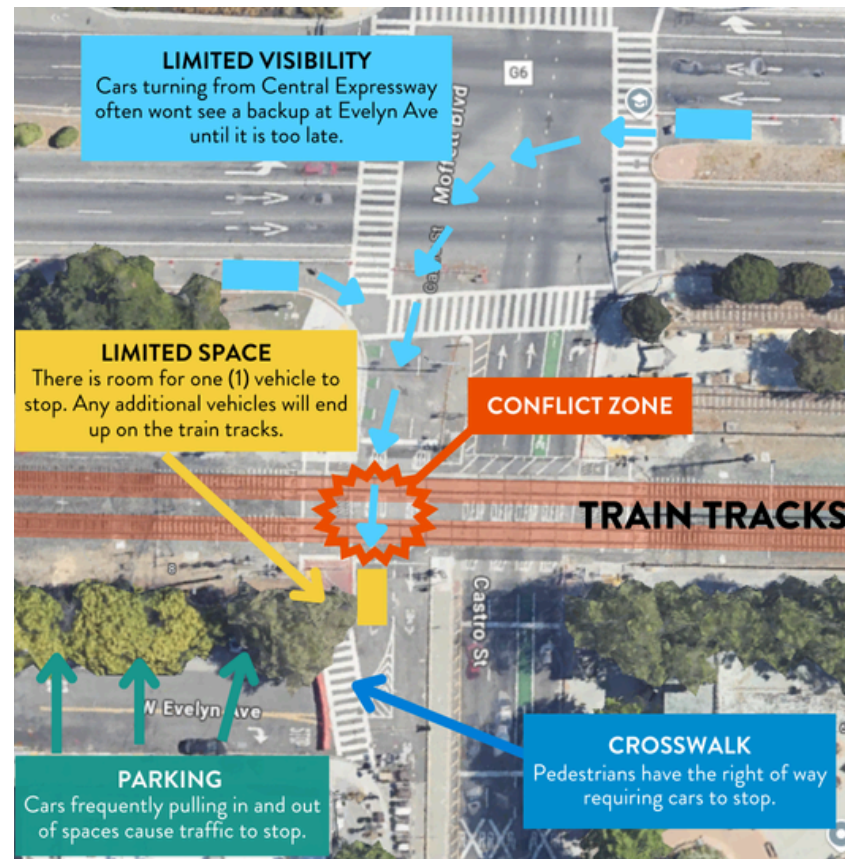 LIMITED VISIBILITY
Cars turning from Central Expressway
often wont see a backup at Evelyn Ave
until it is too late.
G6
Moffett Blvd
LIMITED SPACE
There is room for one (1) vehicle to
stop. Any additional vehicles will end
up on the train tracks.
CONFLICT ZONE
TRAIN TRACKS
8
Castro St
W Evelyn Ave
PARKING
Cars frequently pulling in and out
of spaces cause traffic to stop.
CROSSWALK
Pedestrians have the right of way
requiring cars to stop.